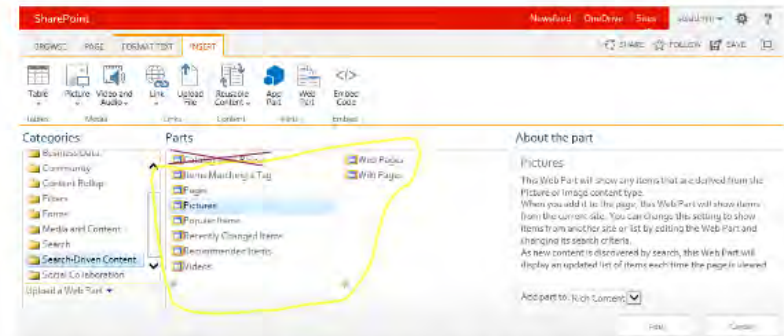 SharePoint
Newsfeed OneDrive Sites
?
BROWSE PAGE FORMAT TEXT INSERT
SHARE FOLLOW SAVE
Table Picture Video and Audio Link Upload File Reusable Content App Part Web Part Embed Code
Tables Media Links Content Parts Embed
Categories
Business Data
Community
Content Rollup
Filters
Forms
Media and Content
Search
Search-Driven Content
Social Collaboration
Upload a Web Part
Parts
Items Matching a Tag
Pages
Pictures
Popular Items
Recently Changed Items
Recommended Items
Videos
Web Pages
Wiki Pages
About the part
Pictures
This Web Part will show any items that are derived from the
Picture or Image content type.
When you add it to the page, this Web Part will show items
from the current site. You can change this setting to show
items from another site or list by editing the Web Part and
changing its search criteria.
As new content is discovered by search, this Web Part will
display an updated list of items each time the page is viewed
Add part to: Rich Content
Add Cancel